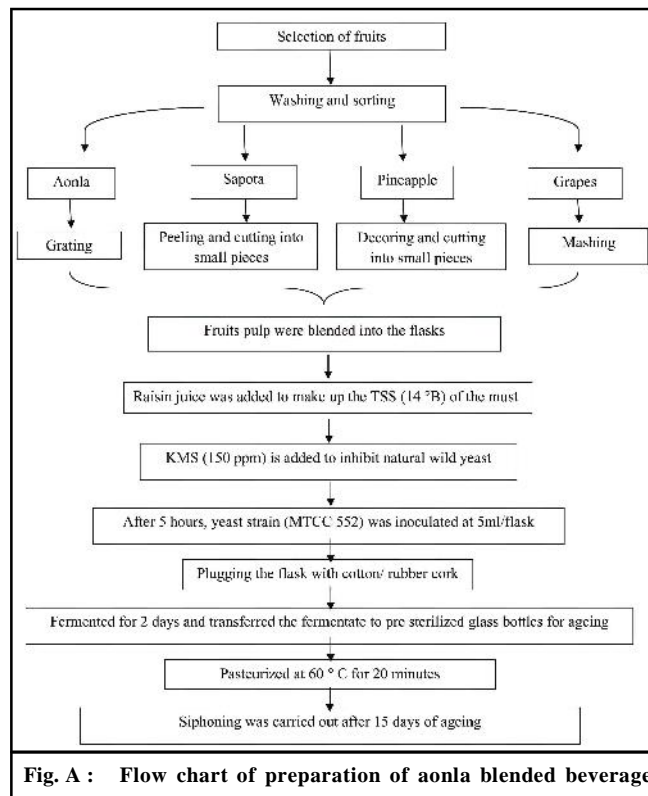 Selection of fruits
Washing and sorting
Aonla
Sapota
Pineapple
Grapes
Grating
Peeling and cutting into
small pieces
Decoring and cutting
into small pieces
Mashing
Fruits pulp were blended into the flasks
Raisin juice was added to make up the TSS (14 °B) of the must
KMS (150 ppm) is added to inhibit natural wild yeast
After 5 hours, yeast strain (MTCC 552) was inoculated at 5ml/flask
Plugging the flask with cotton/ rubber cork
Fermented for 2 days and transferred the fermentate to pre sterilized glass bottles for ageing
Pasteurized at 60 ° C for 20 minutes
Siphoning was carried out after 15 days of ageing
Fig. A : Flow chart of preparation of aonla blended beverage